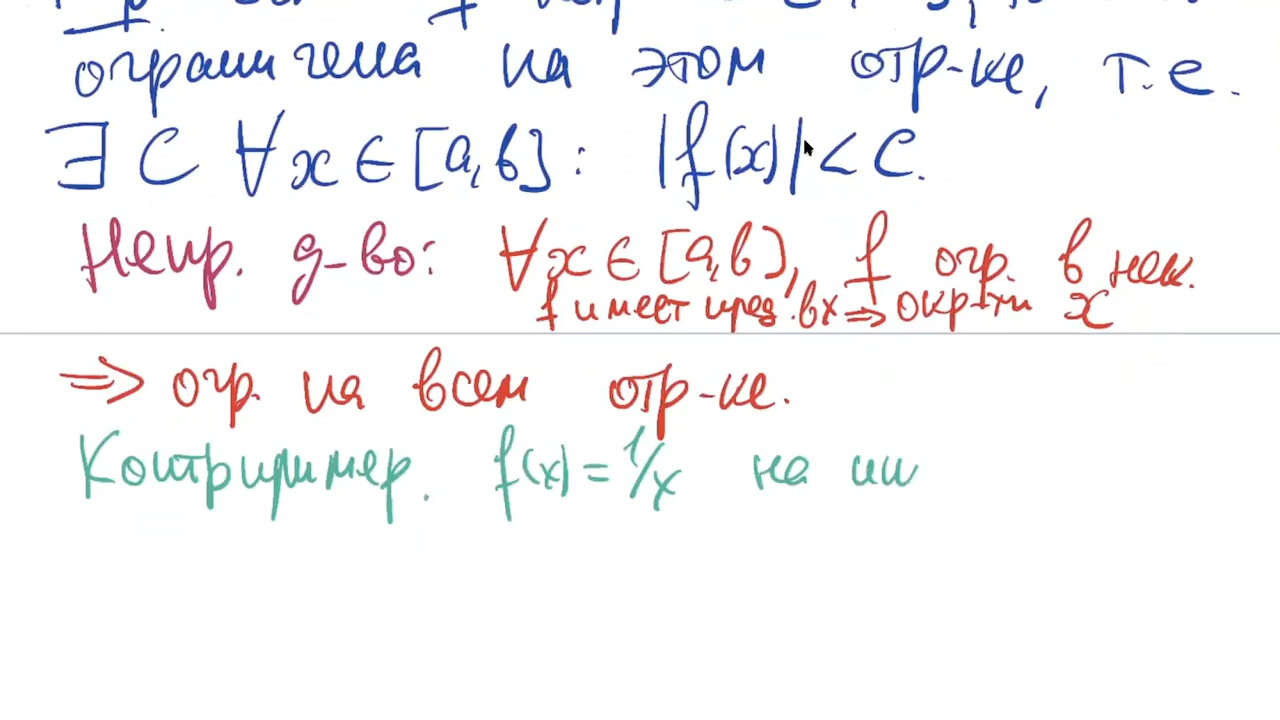 ограничена на этом отр-ке, т.е.
∃ C ∀x ∈ [a,b]: |f(x)| < C.
Непр. д-во: ∀x ∈ [a,b], f огр. в нек.
f имеет пред. в x ⇒ окр-ти x
⇒ огр. на всем отр-ке.
Контрпример. f(x) = 1/x на ин